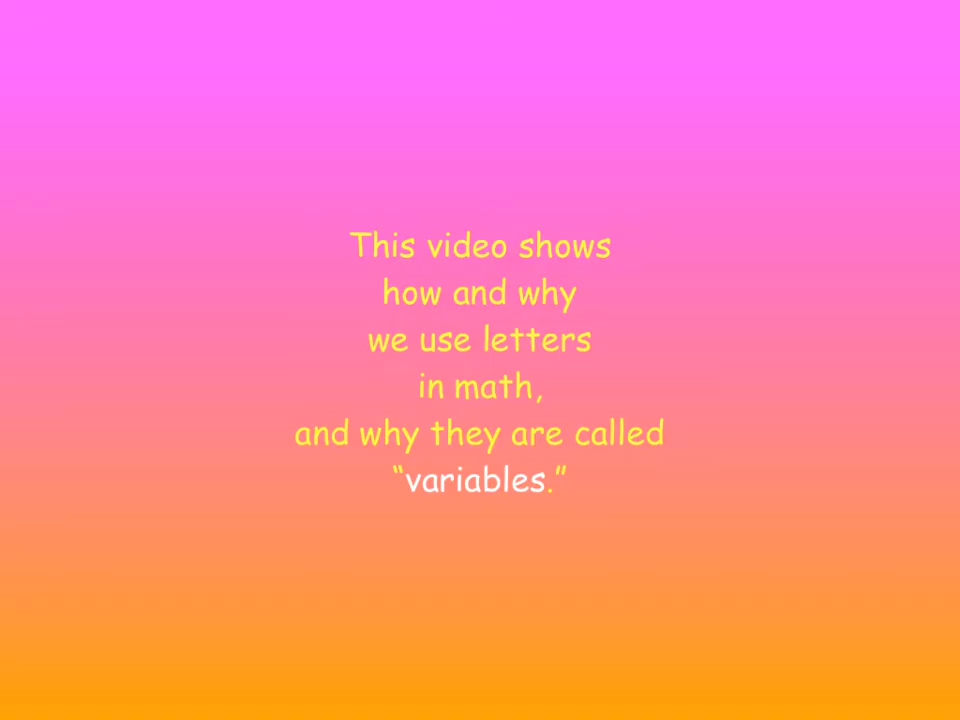 This video shows
how and why
we use letters
in math,
and why they are called
“variables.”